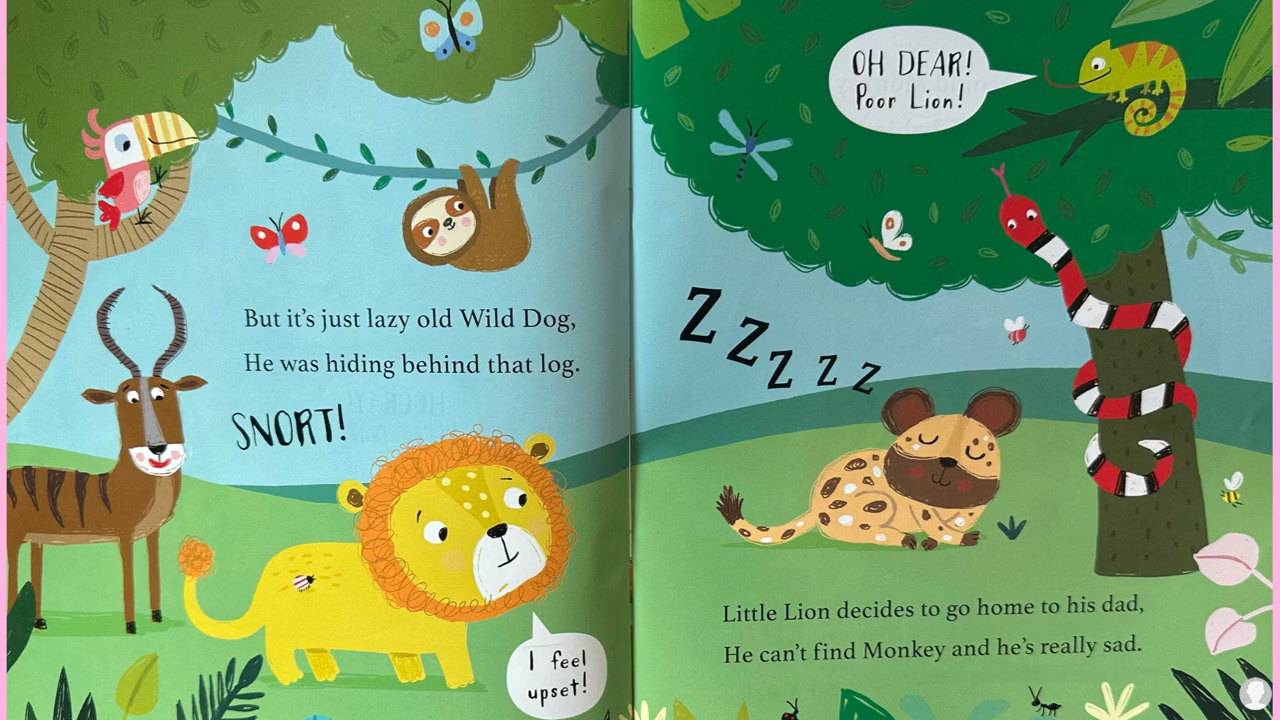 But it's just lazy old Wild Dog,
He was hiding behind that log.
SNORT!
I feel
upset!
OH DEAR!
Poor Lion!
Z Z Z Z Z
Little Lion decides to go home to his dad,
He can't find Monkey and he's really sad.